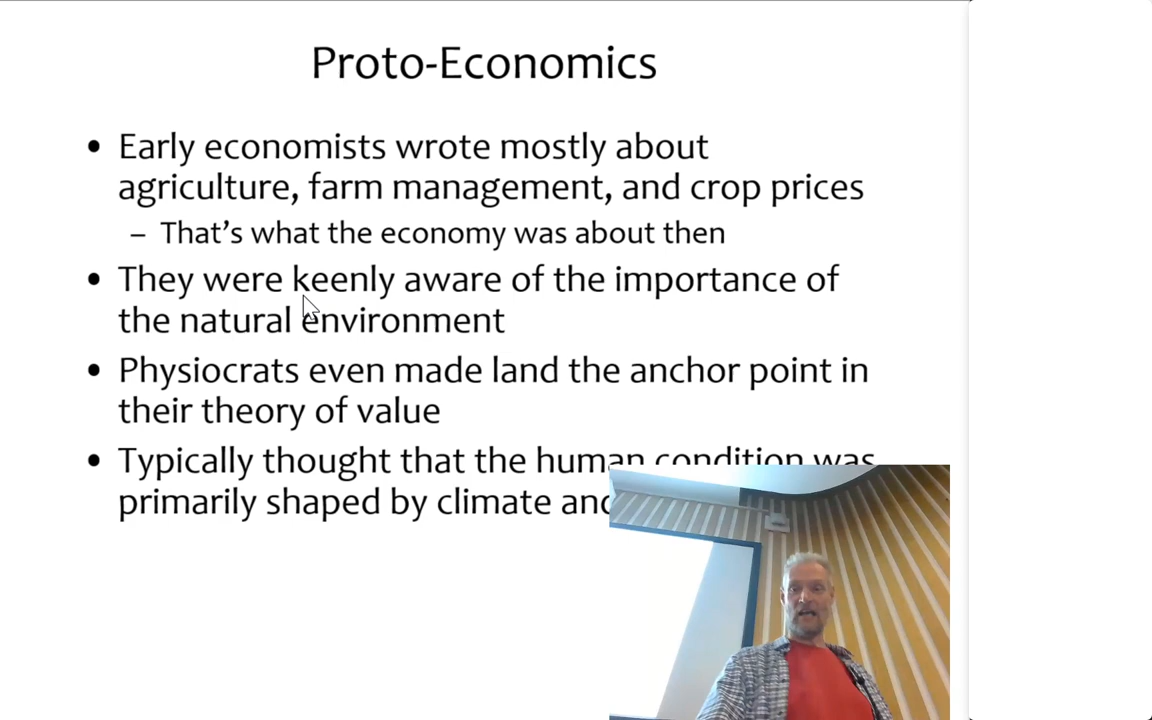 Proto-Economics
• Early economists wrote mostly about
agriculture, farm management, and crop prices
– That's what the economy was about then
• They were keenly aware of the importance of
the natural environment
• Physiocrats even made land the anchor point in
their theory of value
• Typically thought that the human condition was
primarily shaped by climate and